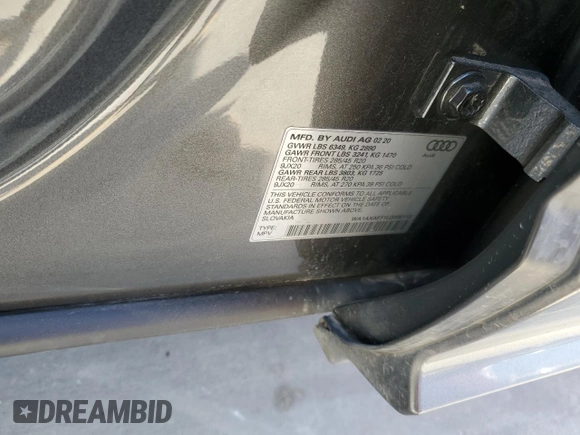 MFD. BY AUDI AG 02 20
GVWR LBS 6349, KG 2880
GAWR FRONT LBS 3241, KG 1470
FRONT-TIRES 285/45 R20
9JX20 RIMS, AT 250 KPA /36 PSI COLD
GAWR REAR LBS 3803, KG 1725
REAR-TIRES 285/45 R20
9JX20 RIMS, AT 270 KPA /39 PSI COLD
THIS VEHICLE CONFORMS TO ALL APPLICABLE
U.S. FEDERAL MOTOR VEHICLE SAFETY
STANDARDS IN EFFECT ON THE DATE OF
MANUFACTURE SHOWN ABOVE
SLOVAKIA
TYPE:
MPV
Audi
DREAMBID